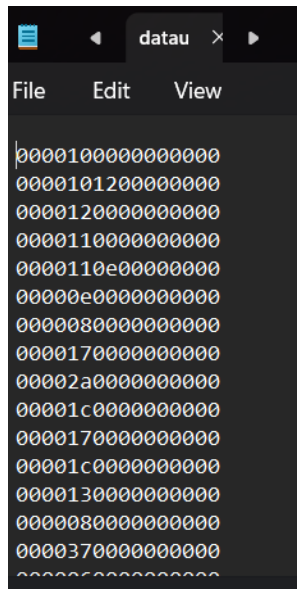 datau
File Edit View
0000100000000000
0000101200000000
0000120000000000
0000110000000000
0000110e00000000
00000e0000000000
0000080000000000
0000170000000000
00002a0000000000
00001c0000000000
0000170000000000
00001c0000000000
0000130000000000
0000080000000000
0000370000000000